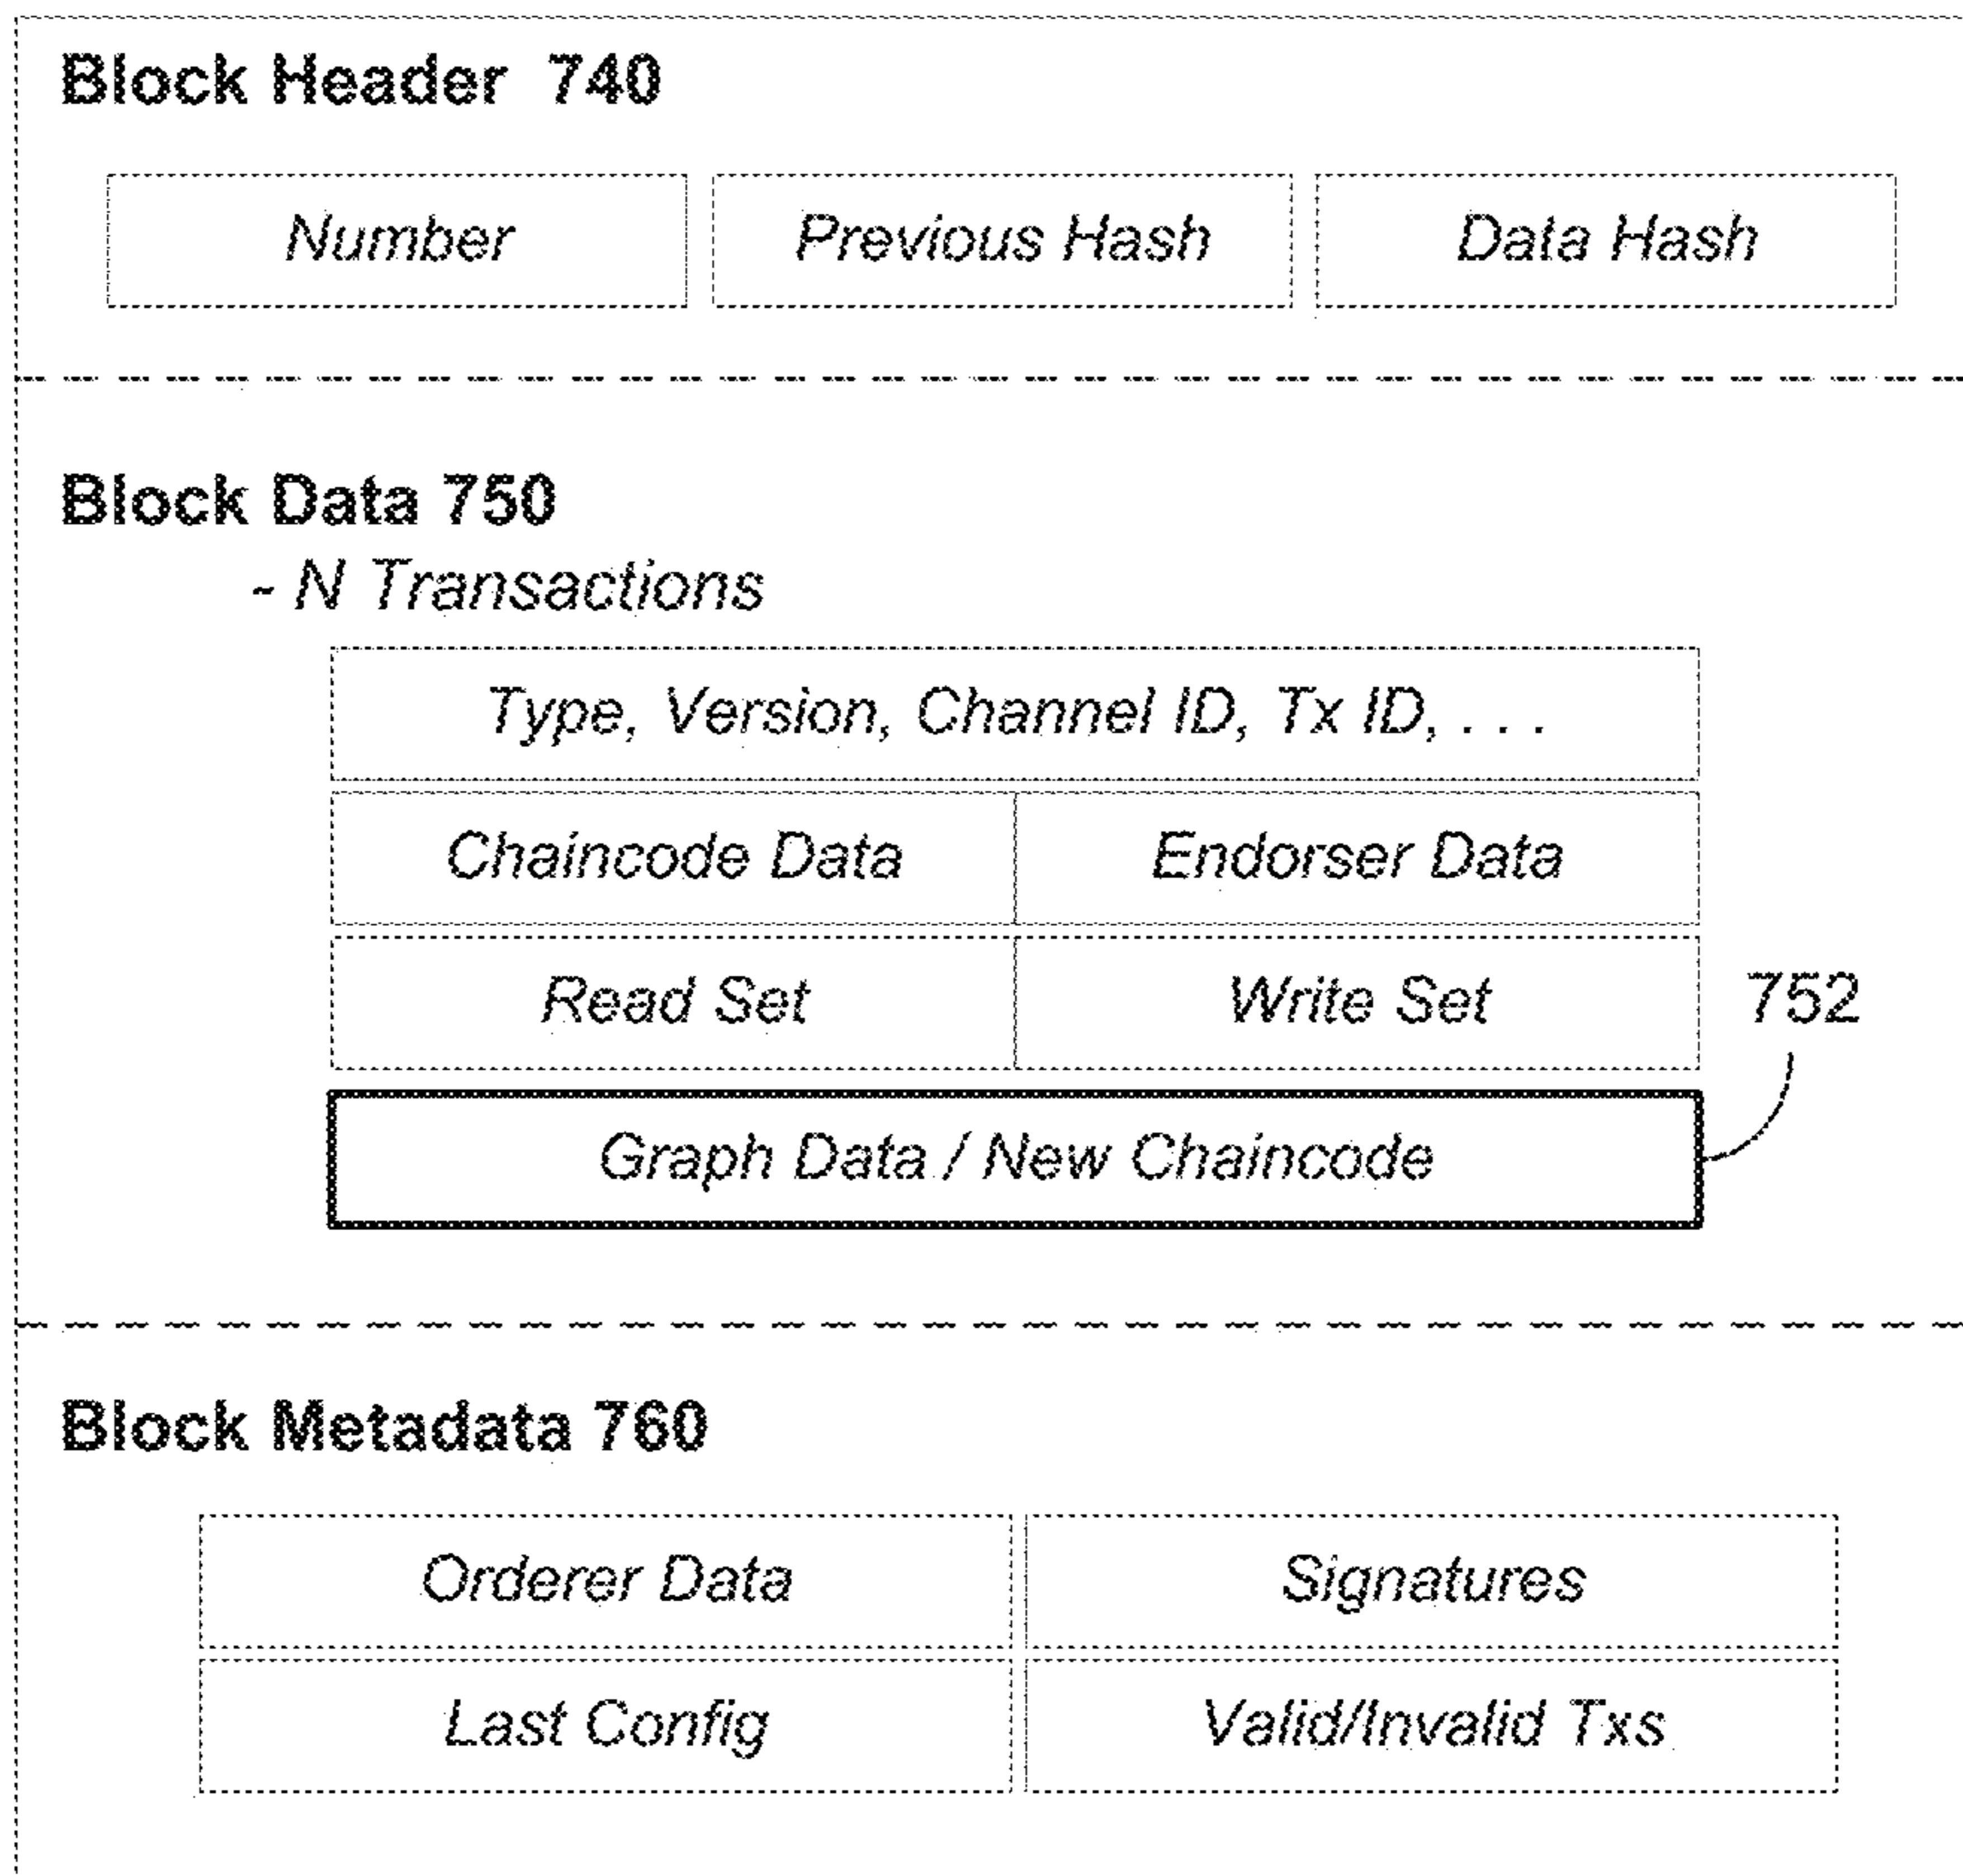 Block Header 740
Number Previous Hash Data Hash
Block Data 750
- N Transactions
Type, Version, Channel ID, Tx ID, . . .
Chaincode Data Endorser Data
Read Set Write Set 752
Graph Data / New Chaincode
Block Metadata 760
Orderer Data Signatures
Last Config Valid/Invalid Txs